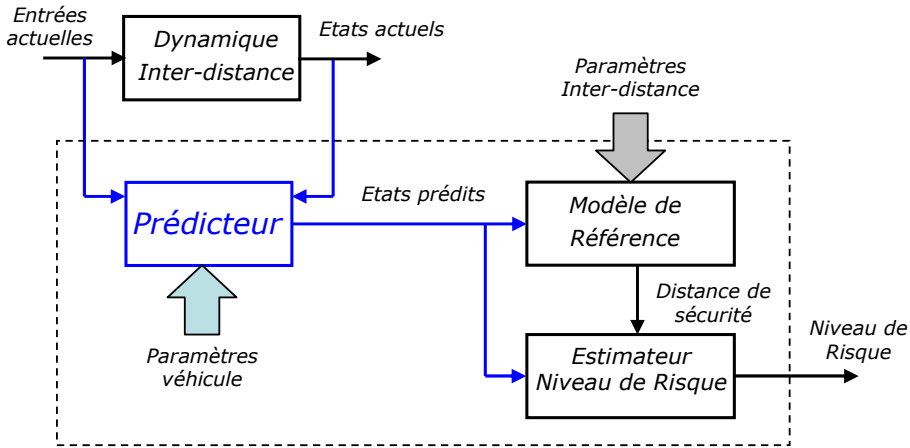 Entrées
actuelles
Dynamique
Inter-distance
Etats actuels
Paramètres
Inter-distance
Prédicteur
Etats prédits
Modèle de
Référence
Distance de
sécurité
Paramètres
véhicule
Estimateur
Niveau de Risque
Niveau de
Risque